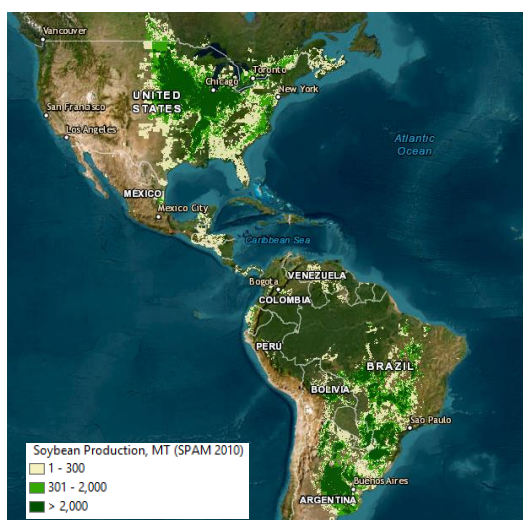 Vancouver
Toronto
Chicago
New York
UNITED
STATES
San Francisco
Los Angeles
Atlantic
Ocean
MEXICO
Mexico City
Caribbean Sea
VENEZUELA
Bogota
COLOMBIA
PERÚ
BRAZIL
BOLIVIA
Sao Paulo
Buenos Aires
ARGENTINA
Soybean Production, MT (SPAM 2010)
1 - 300
301 - 2,000
> 2,000